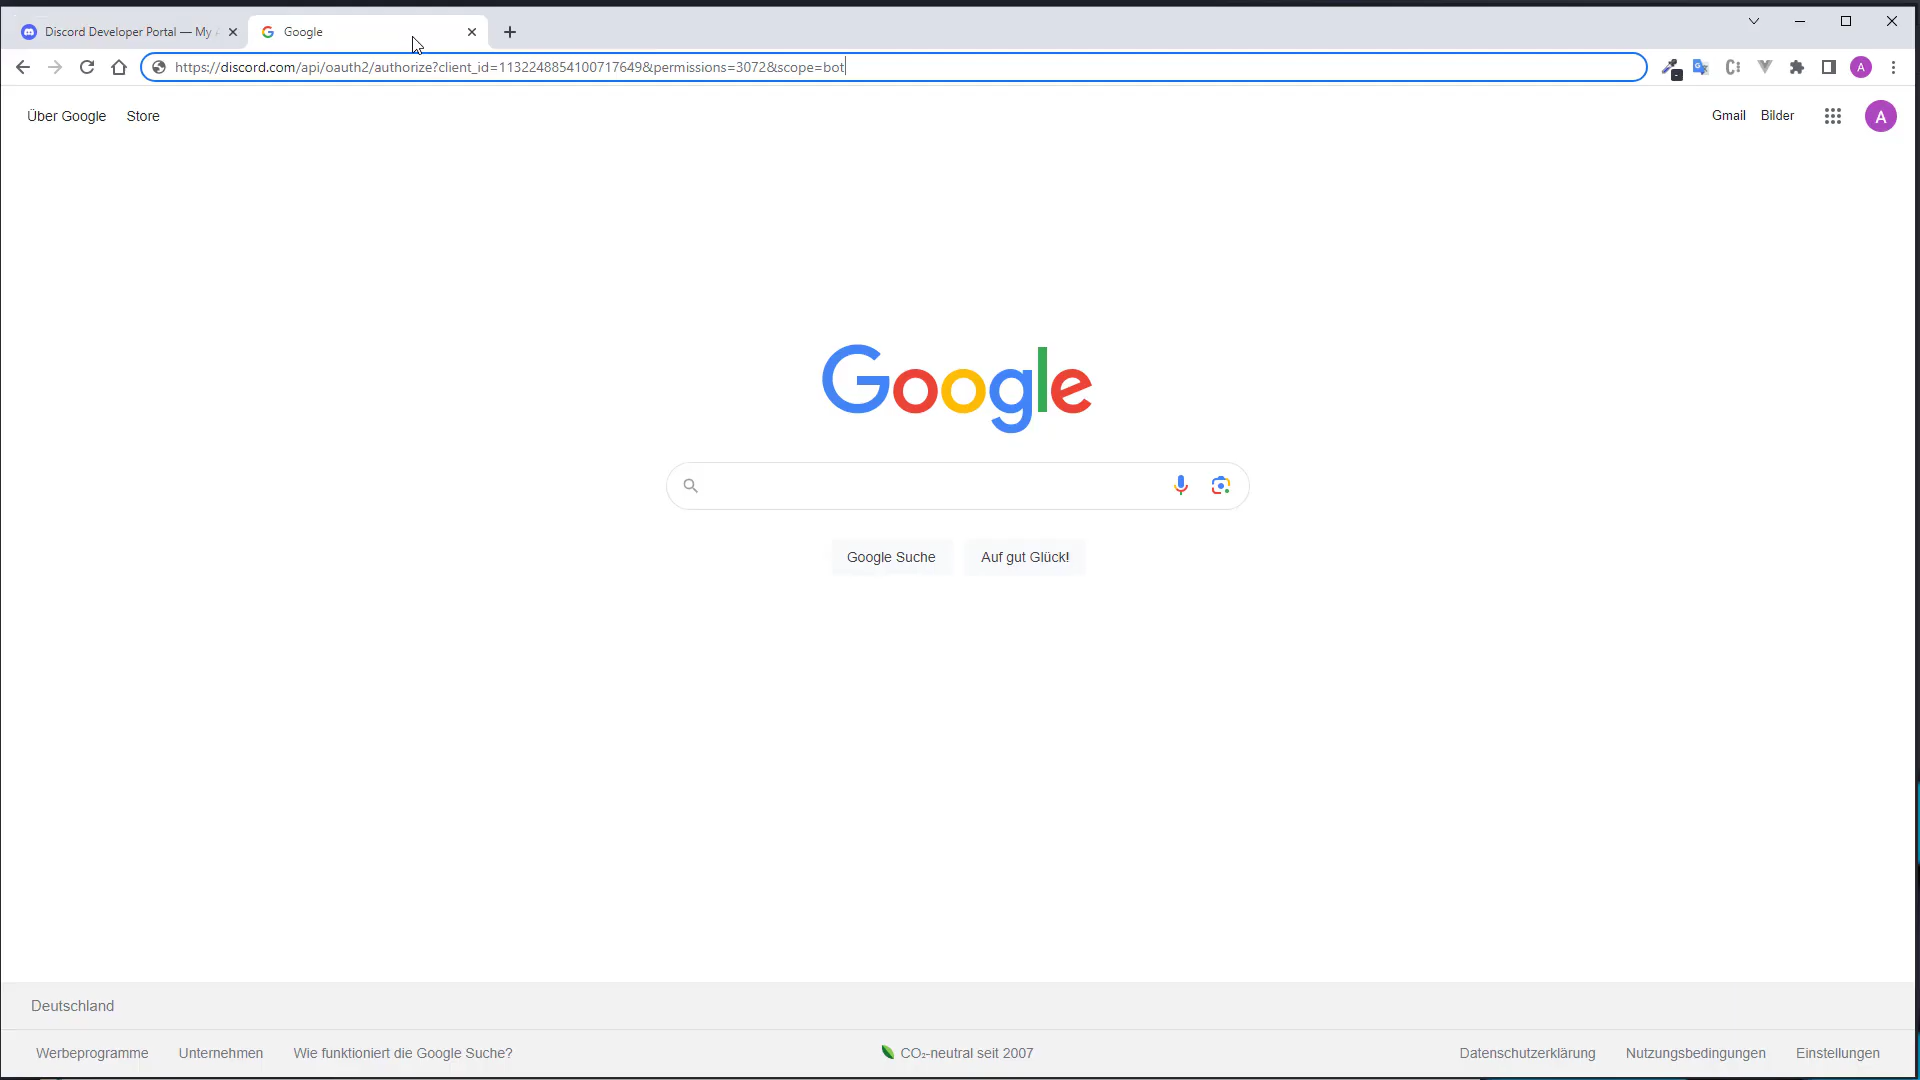 Discord Developer Portal — My
Google
https://discord.com/api/oauth2/authorize?client_id=1132248854100717649&permissions=3072&scope=bot
A
Über Google Store Gmail Bilder A
Google
Google Suche Auf gut Glück!
Deutschland
Werbeprogramme Unternehmen Wie funktioniert die Google Suche? CO₂-neutral seit 2007 Datenschutzerklärung Nutzungsbedingungen Einstellungen